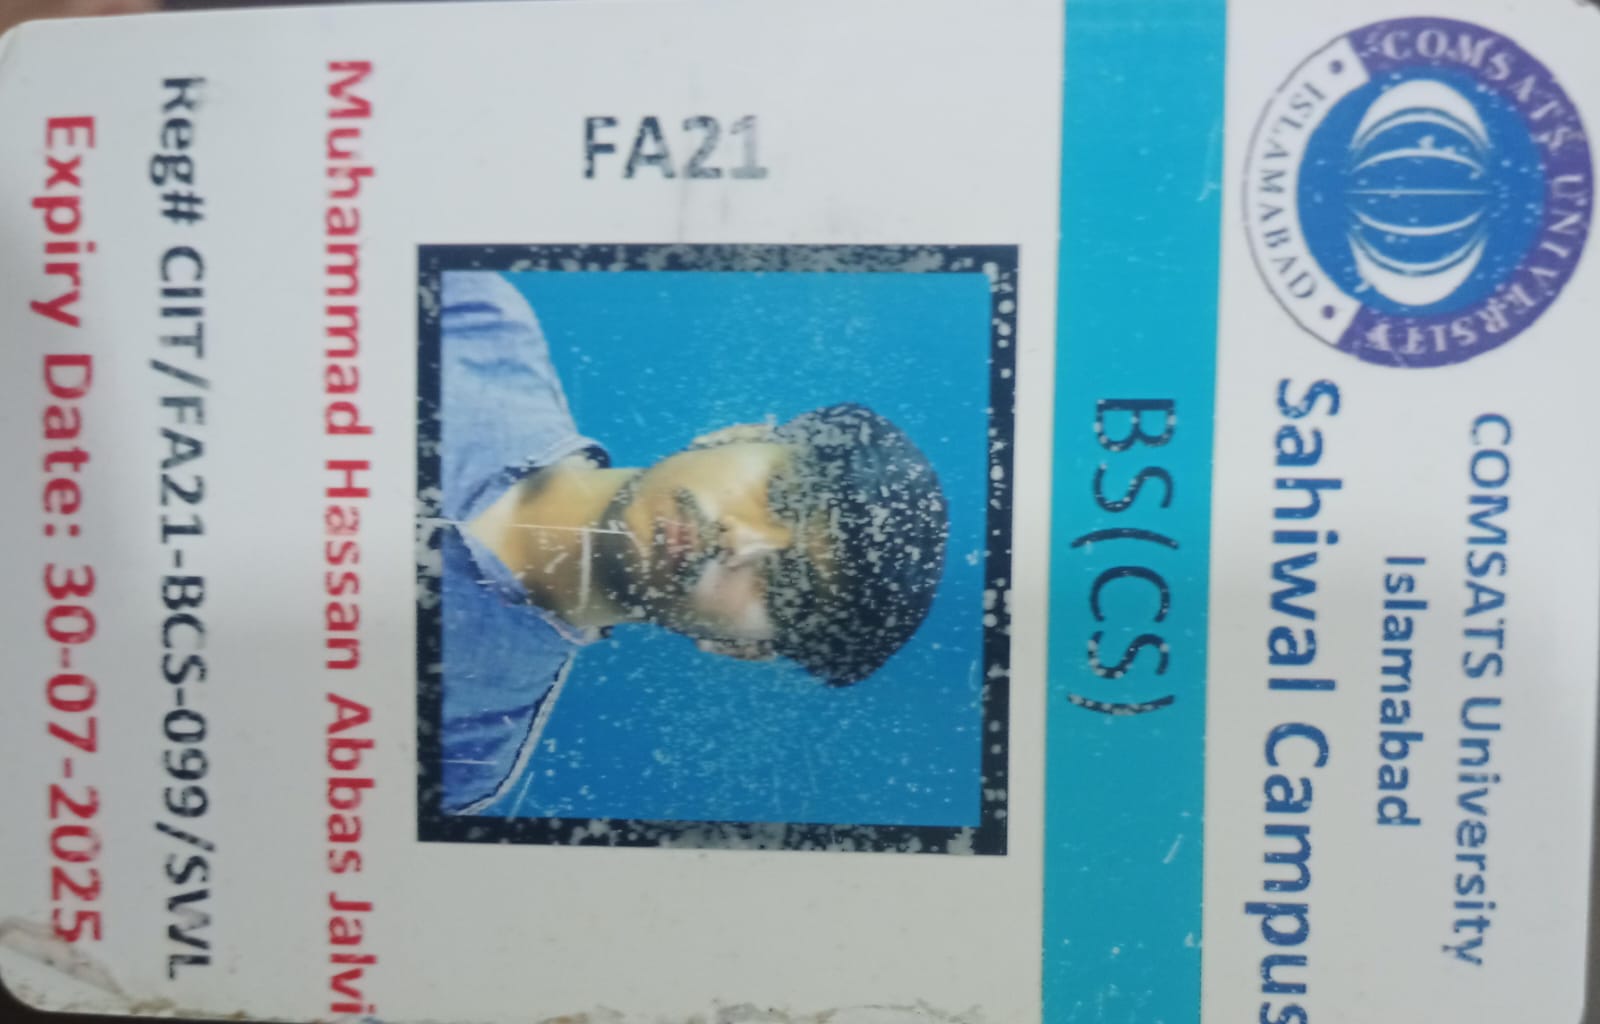 COMSATS UNIVERSITY
ISLAMABAD
COMSATS University
Islamabad
Sahiwal Campus
BS(CS)
FA21
Muhammad Hassan Abbas Jalvi
Reg# CIIT/FA21-BCS-099/SWL
Expiry Date: 30-07-2025